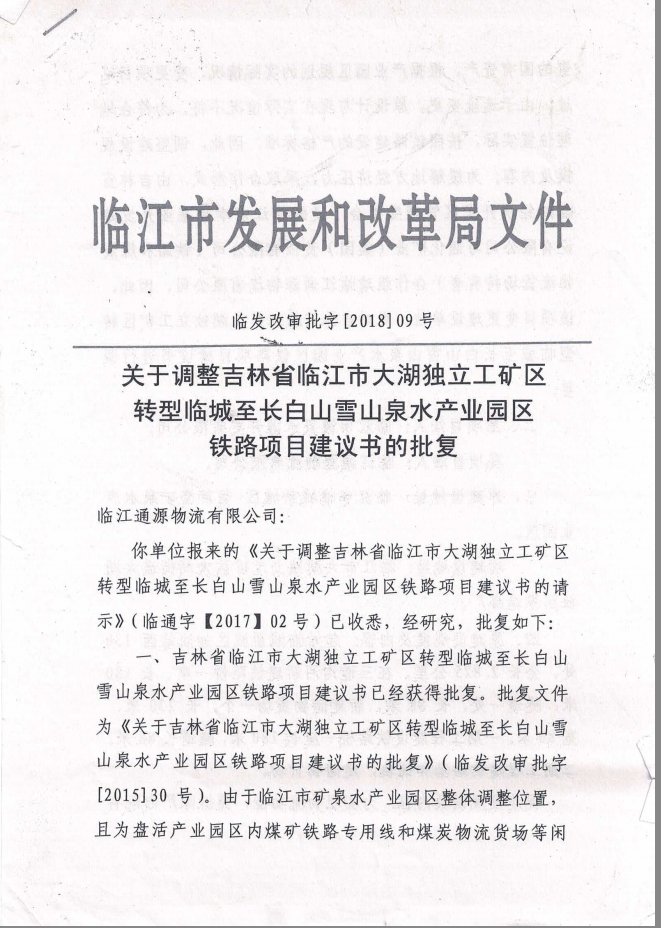 临江市发展和改革局文件
临发改审批字[2018]09号
关于调整吉林省临江市大湖独立工矿区
转型临城至长白山雪山泉水产业园区
铁路项目建议书的批复
临江通源物流有限公司:
你单位报来的《关于调整吉林省临江市大湖独立工矿区
转型临城至长白山雪山泉水产业园区铁路项目建议书的请
示》(临通字【2017】02号)已收悉,经研究,批复如下:
一、吉林省临江市大湖独立工矿区转型临城至长白山
雪山泉水产业园区铁路项目建议书已经获得批复。批复文件
为《关于吉林省临江市大湖独立工矿区转型临城至长白山雪
山泉水产业园区铁路项目建议书的批复》(临发改审批字
[2015]30号)。由于临江市矿泉水产业园区整体调整位置,
且为盘活产业园区内煤矿铁路专用线和煤炭物流货场等闲